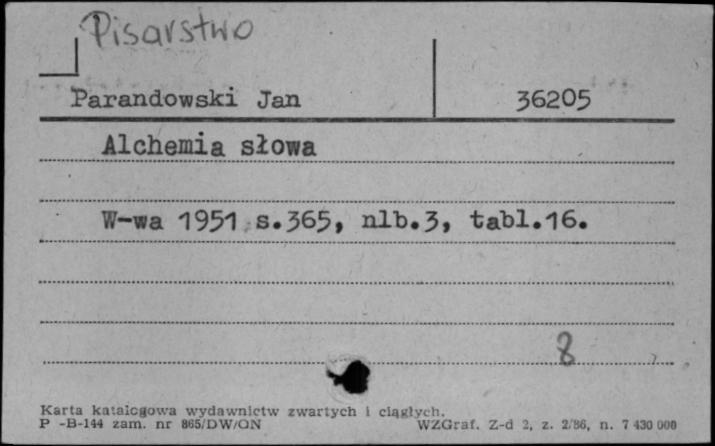 Pisarstwo
Parandowski Jan 36205
Alchemia słowa
W-wa 1951 s.365, nlb.3, tabl.16.
8
Karta katalogowa wydawnictw zwartych i ciągłych.
P -B-144 zam. nr 865/DW/ON WZGraf. Z-d 2, z. 2/86, n. 7 430 000